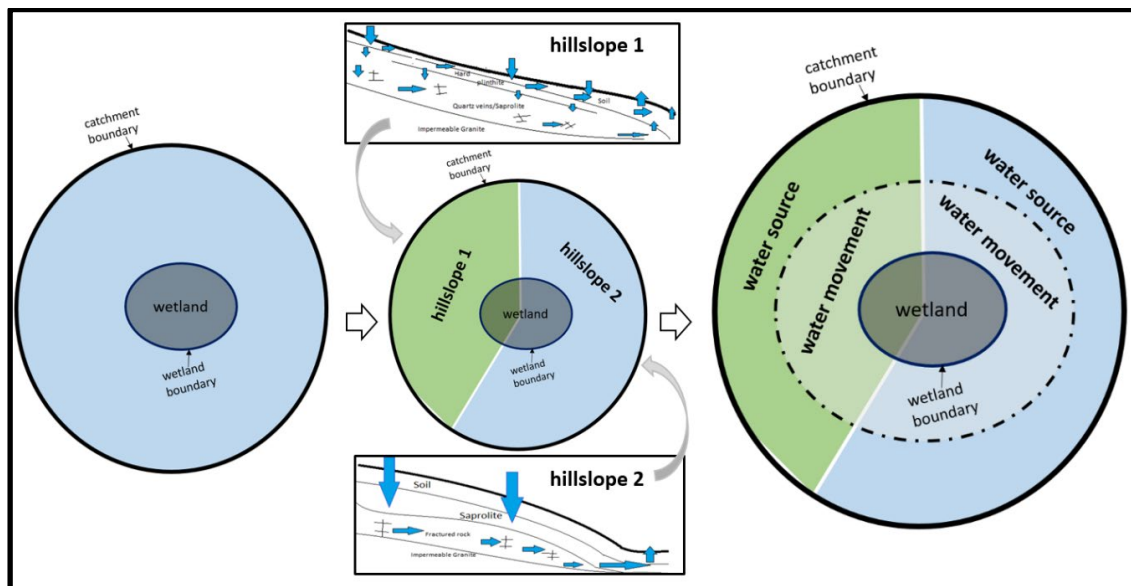 catchment
boundary
wetland
wetland
boundary
hillslope 1
Hard
plinthite
Soil
Quartz veins/Saprolite
Impermeable Granite
catchment
boundary
hillslope 1
hillslope 2
wetland
wetland
boundary
hillslope 2
Soil
Saprolite
Fractured rock
Impermeable Granite
catchment
boundary
water source
water movement
water source
water movement
wetland
wetland
boundary